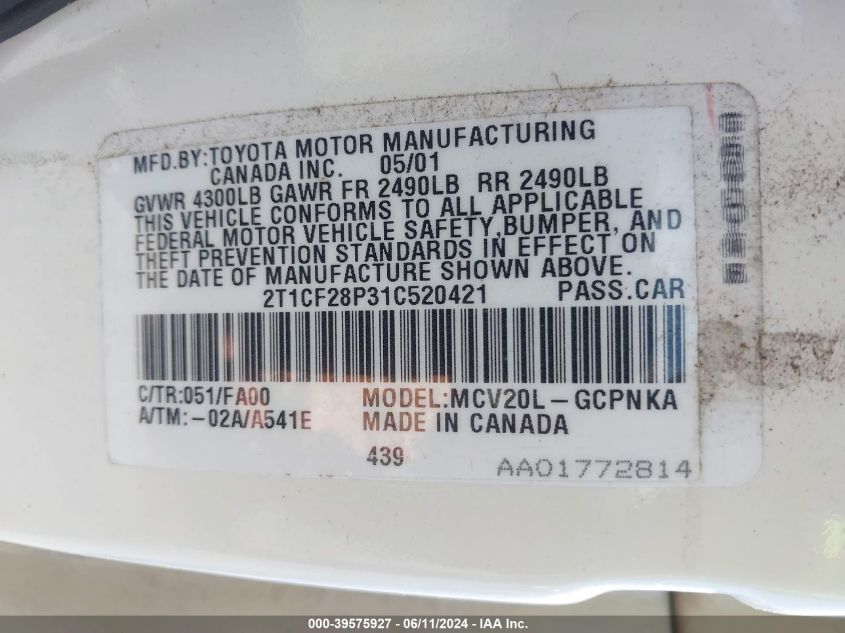 MFD.BY:TOYOTA MOTOR MANUFACTURING
CANADA INC. 05/01
GVWR 4300LB GAWR FR 2490LB RR 2490LB
THIS VEHICLE CONFORMS TO ALL APPLICABLE
FEDERAL MOTOR VEHICLE SAFETY,BUMPER, AND
THEFT PREVENTION STANDARDS IN EFFECT ON
THE DATE OF MANUFACTURE SHOWN ABOVE.
2T1CF28P31C520421 PASS.CAR
C/TR:051/FA00 MODEL:MCV20L-GCPNKA
A/TM:-02A/A541E MADE IN CANADA
439
AA01772814
000-39575927 / 06/11/2024 - IAA Inc.